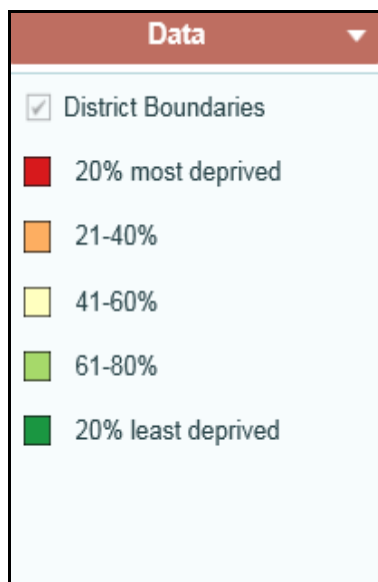 Data
District Boundaries
20% most deprived
21-40%
41-60%
61-80%
20% least deprived